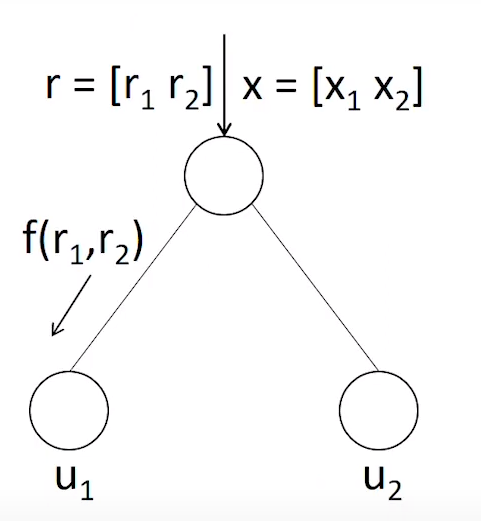 r = [r₁ r₂] x = [x₁ x₂]
f(r₁,r₂)
u₁ u₂